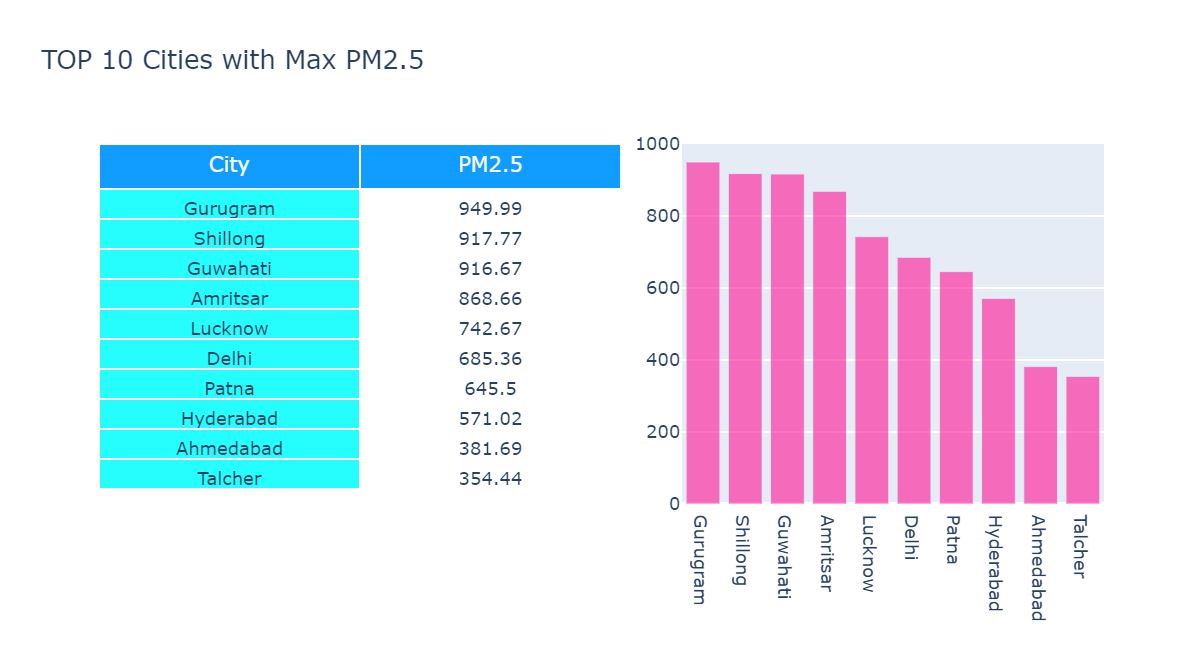 TOP 10 Cities with Max PM2.5
City PM2.5
Gurugram 949.99
Shillong 917.77
Guwahati 916.67
Amritsar 868.66
Lucknow 742.67
Delhi 685.36
Patna 645.5
Hyderabad 571.02
Ahmedabad 381.69
Talcher 354.44
1000
800
600
400
200
0
Gurugram
Shillong
Guwahati
Amritsar
Lucknow
Delhi
Patna
Hyderabad
Ahmedabad
Talcher